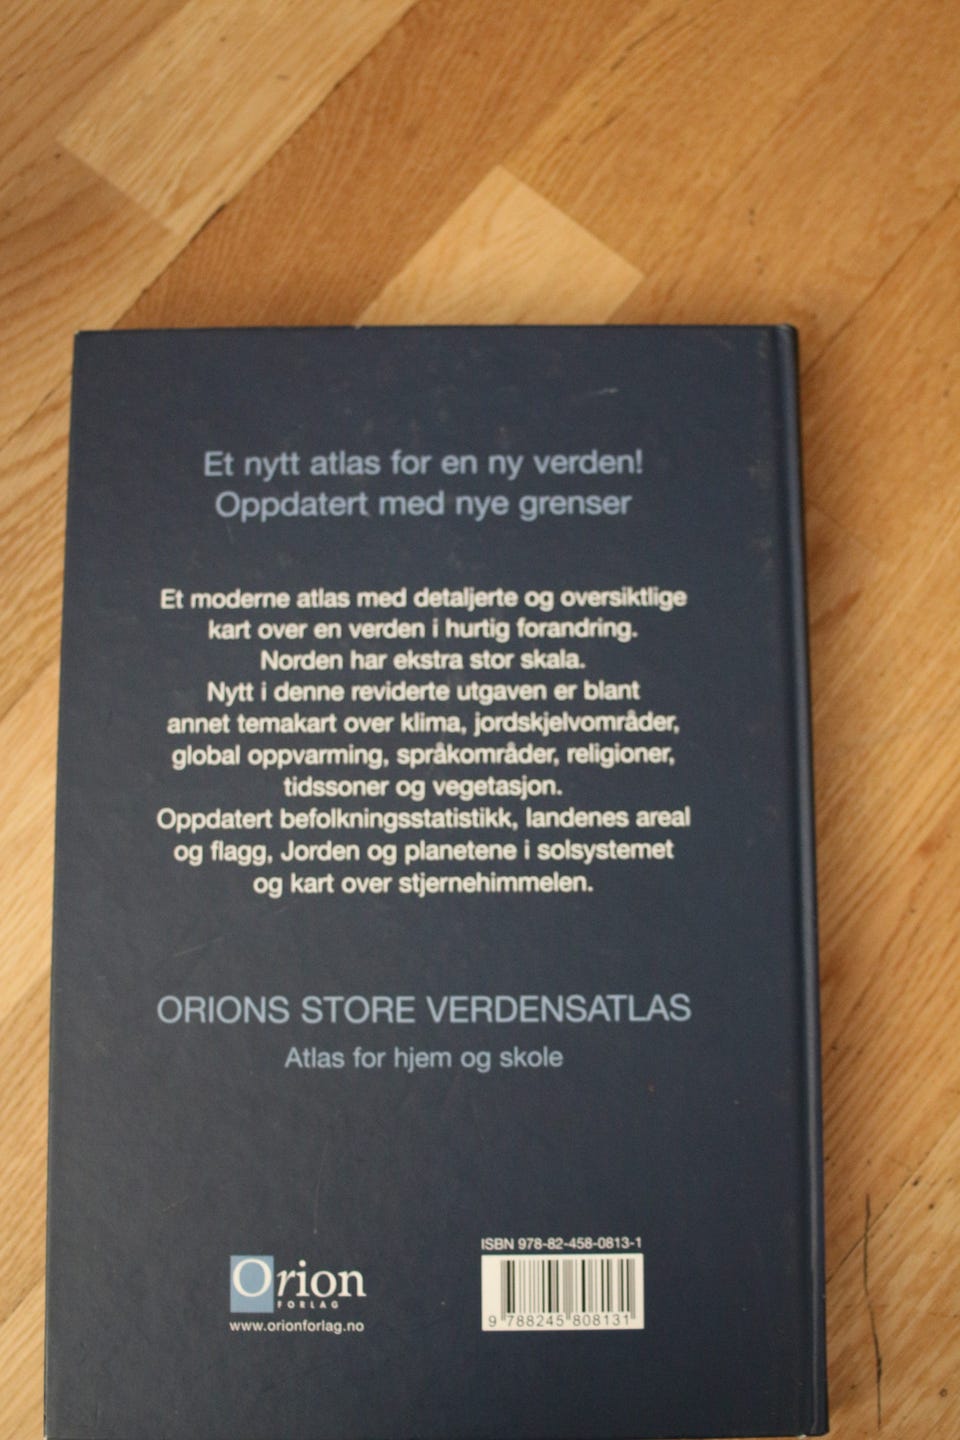 Et nytt atlas for en ny verden!
Oppdatert med nye grenser
Et moderne atlas med detaljerte og oversiktlige
kart over en verden i hurtig forandring.
Norden har ekstra stor skala.
Nytt i denne reviderte utgaven er blant
annet temakart over klima, jordskjelvområder,
global oppvarming, språkområder, religioner,
tidssoner og vegetasjon.
Oppdatert befolkningsstatistikk, landenes areal
og flagg, Jorden og planetene i solsystemet
og kart over stjernehimmelen.
ORIONS STORE VERDENSATLAS
Atlas for hjem og skole
Orion
FORLAG
www.orionforlag.no
ISBN 978-82-458-0813-1
9 788245 808131